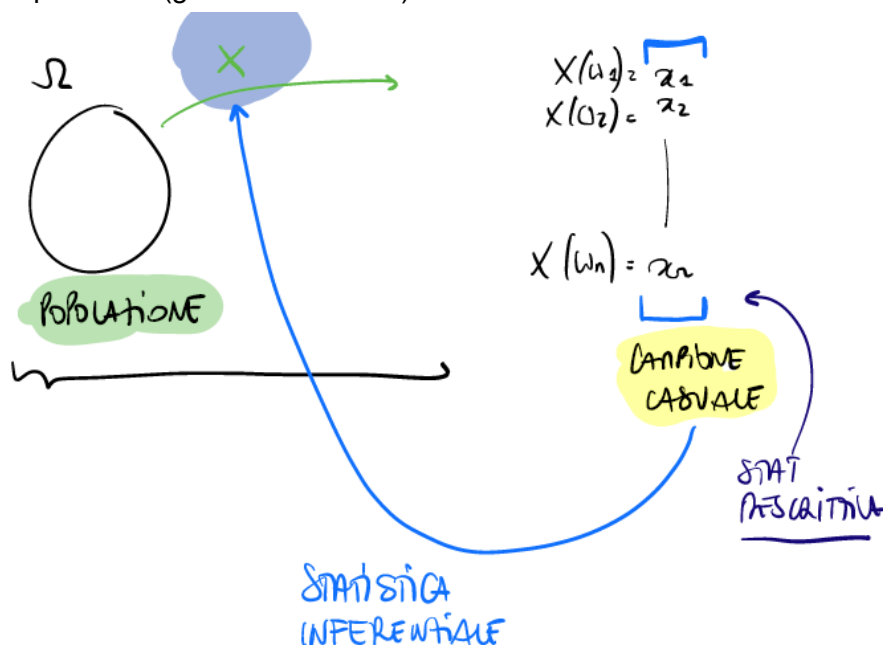 Ω
X
X(ω1) = x1
X(ω2) = x2
X(ωn) = xn
POPOLAZIONE
CAMPIONE
CASUALE
STAT
DESCRITTIVA
STATISTICA
INFERENZIALE